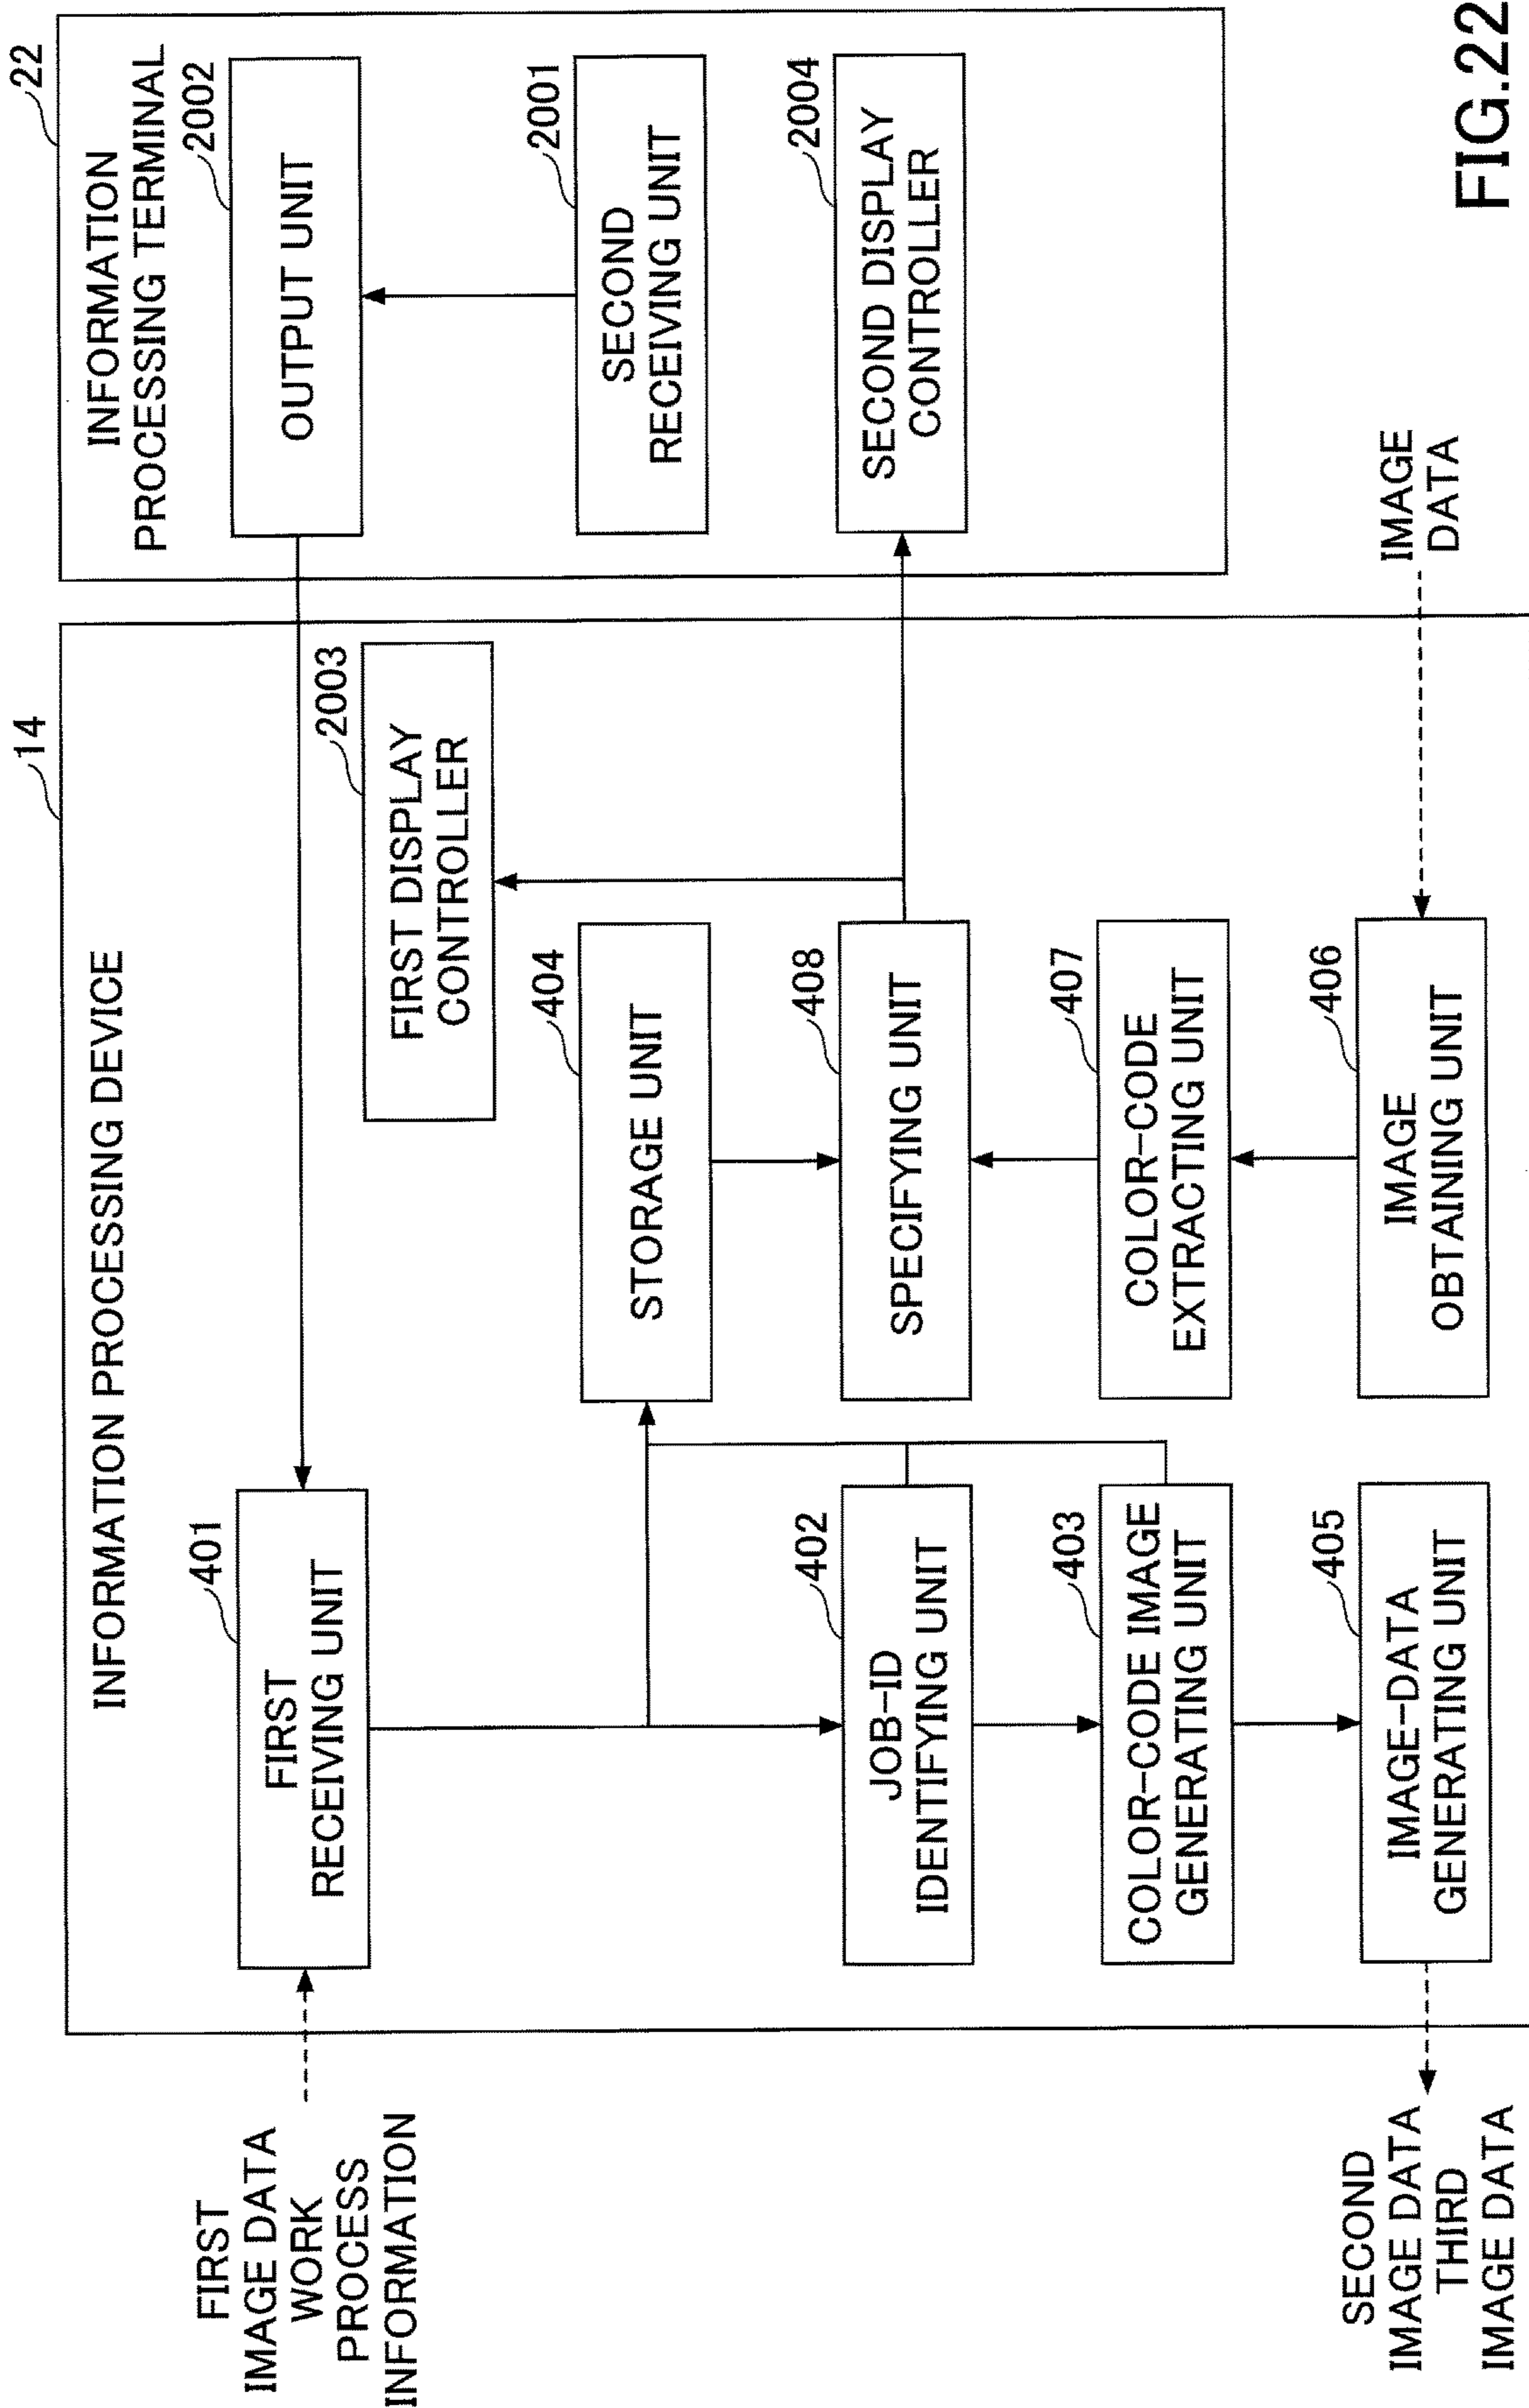 INFORMATION PROCESSING DEVICE
14
INFORMATION
PROCESSING TERMINAL
22
FIRST
IMAGE DATA
WORK
PROCESS
INFORMATION
401
FIRST
RECEIVING UNIT
2002
OUTPUT UNIT
2003
FIRST DISPLAY
CONTROLLER
404
STORAGE UNIT
2001
SECOND
RECEIVING UNIT
402
JOB-ID
IDENTIFYING UNIT
408
SPECIFYING UNIT
2004
SECOND DISPLAY
CONTROLLER
403
COLOR-CODE IMAGE
GENERATING UNIT
407
COLOR-CODE
EXTRACTING UNIT
405
IMAGE-DATA
GENERATING UNIT
406
IMAGE
OBTAINING UNIT
IMAGE
DATA
SECOND
IMAGE DATA
THIRD
IMAGE DATA
FIG.22